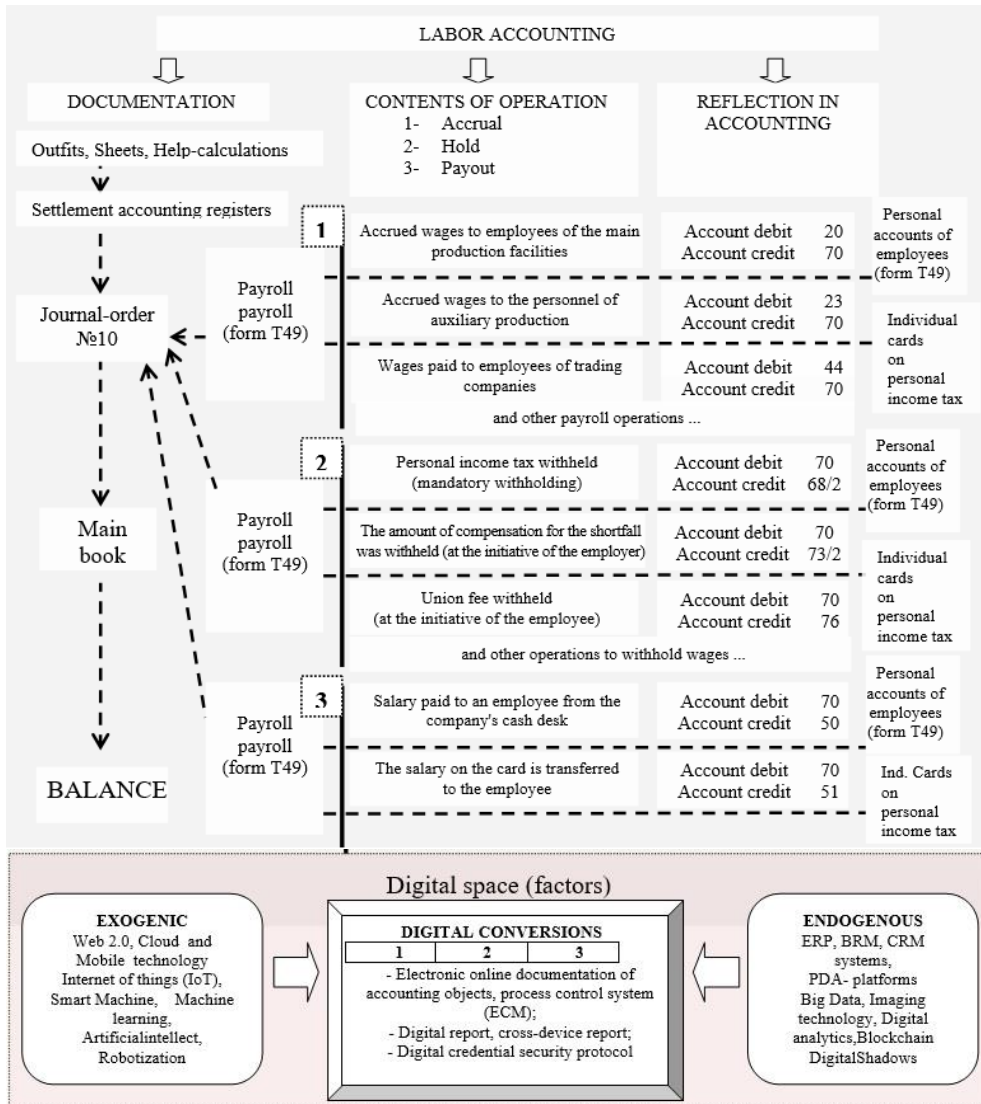 LABOR ACCOUNTING
DOCUMENTATION
Outfits, Sheets, Help-calculations
Settlement accounting registers
Journal-order
№10
Main
book
BALANCE
CONTENTS OF OPERATION
1- Accrual
2- Hold
3- Payout
REFLECTION IN
ACCOUNTING
1
Payroll
payroll
(form T49)
Accrued wages to employees of the main
production facilities
Account debit 20
Account credit 70
Accrued wages to the personnel of
auxiliary production
Account debit 23
Account credit 70
Wages paid to employees of trading
companies
Account debit 44
Account credit 70
and other payroll operations ...
Personal
accounts of
employees
(form T49)
Individual
cards
on
personal
income tax
2
Payroll
payroll
(form T49)
Personal income tax withheld
(mandatory withholding)
Account debit 70
Account credit 68/2
The amount of compensation for the shortfall
was withheld (at the initiative of the employer)
Account debit 70
Account credit 73/2
Union fee withheld
(at the initiative of the employee)
Account debit 70
Account credit 76
and other operations to withhold wages ...
Personal
accounts of
employees
(form T49)
Individual
cards
on
personal
income tax
3
Payroll
payroll
(form T49)
Salary paid to an employee from the
company's cash desk
Account debit 70
Account credit 50
The salary on the card is transferred
to the employee
Account debit 70
Account credit 51
Personal
accounts of
employees
(form T49)
Ind. Cards
on
personal
income tax
Digital space (factors)
EXOGENIC
Web 2.0, Cloud and
Mobile technology
Internet of things (IoT),
Smart Machine, Machine
learning,
Artificialintellect,
Robotization
DIGITAL CONVERSIONS
1 2 3
- Electronic online documentation of
accounting objects, process control system
(ECM);
- Digital report, cross-device report;
- Digital credential security protocol
ENDOGENOUS
ERP, BRM, CRM
systems,
PDA- platforms
Big Data, Imaging
technology, Digital
analytics,Blockchain
DigitalShadows